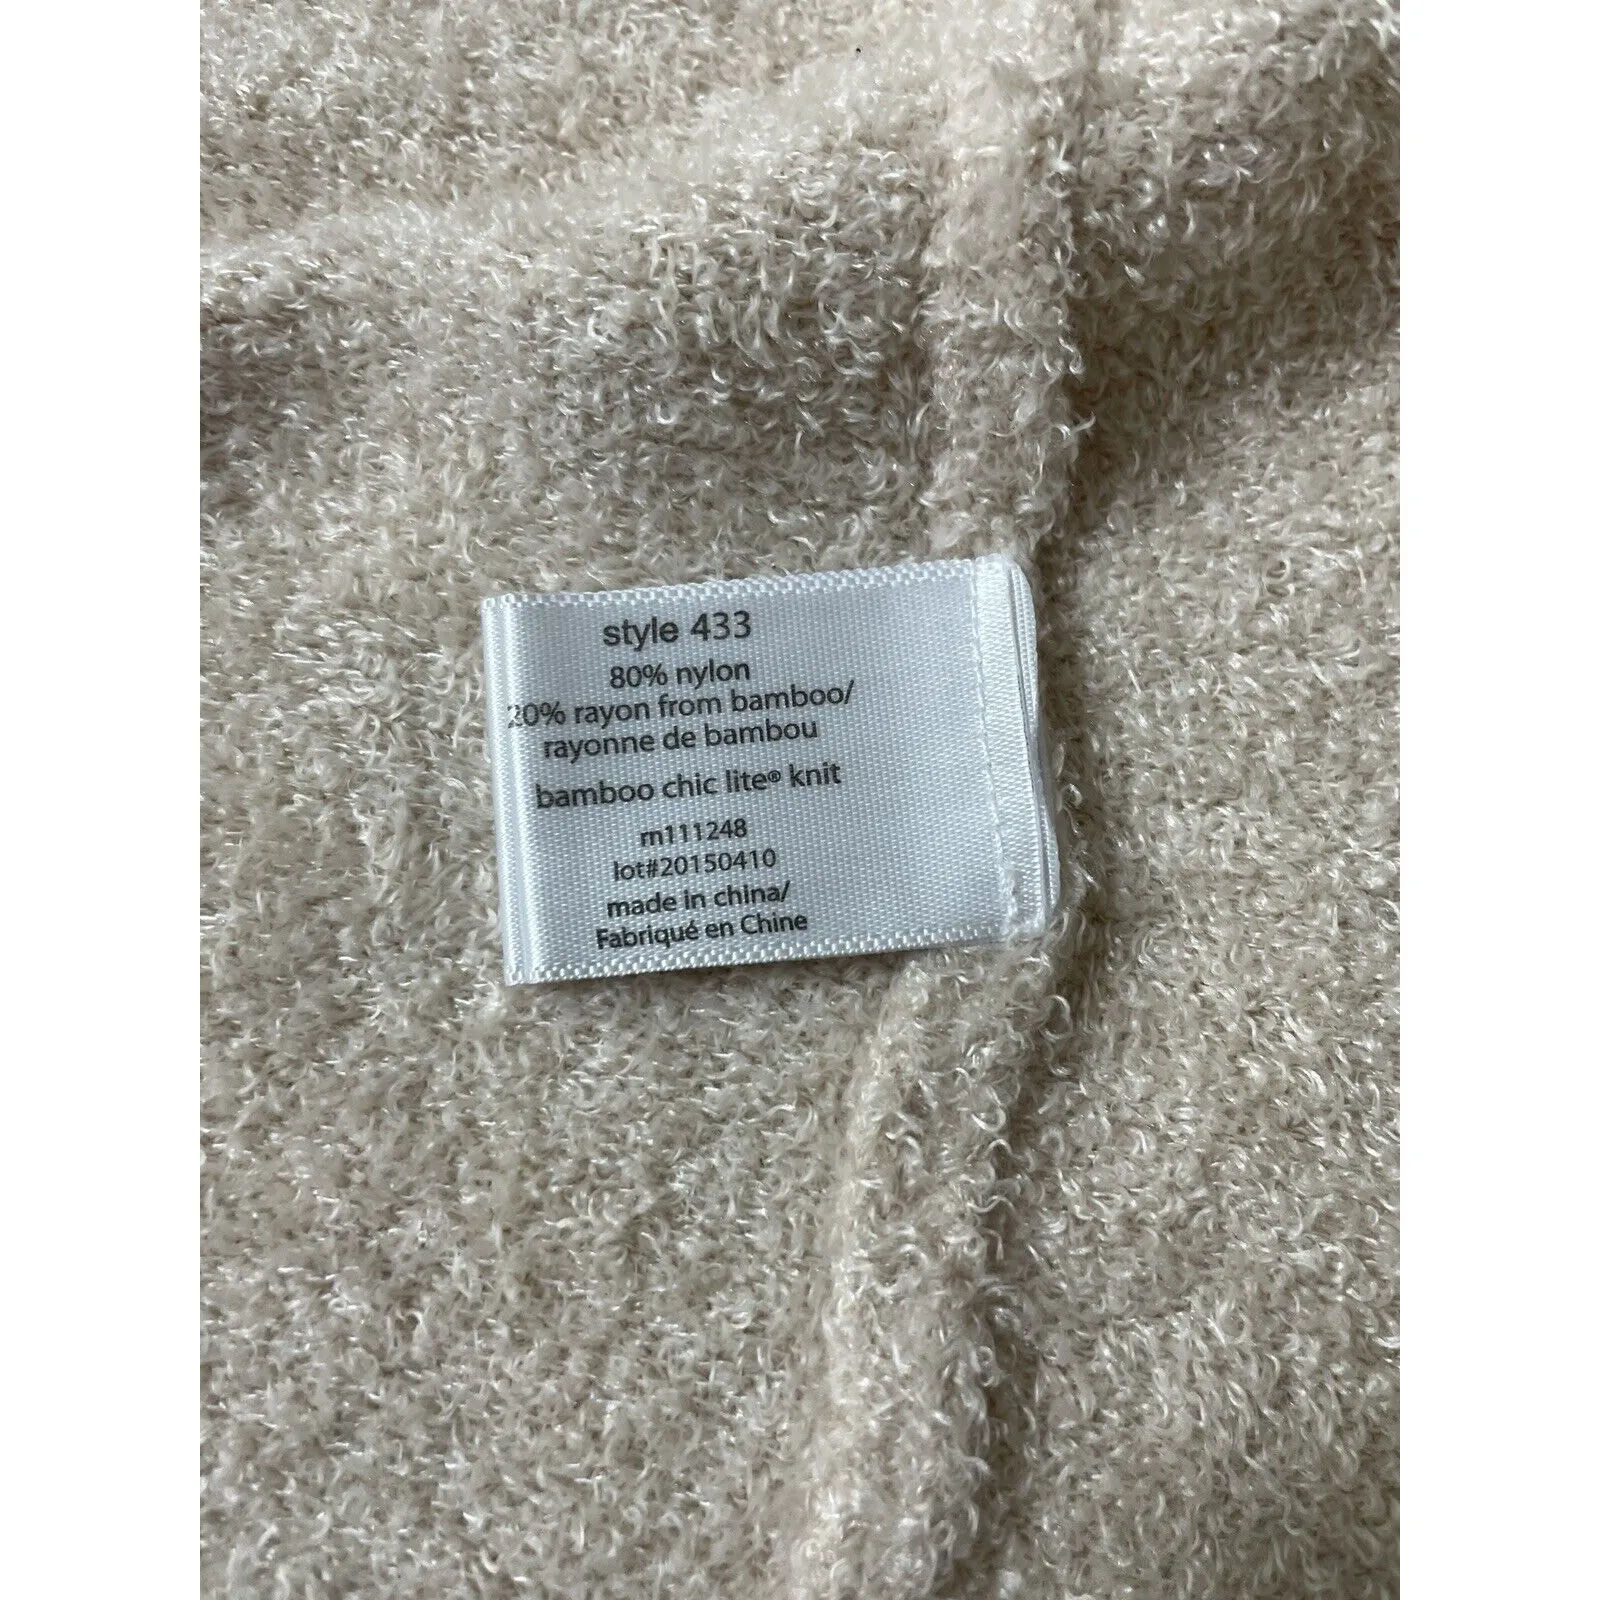 style 433
80% nylon
20% rayon from bamboo/
rayonne de bambou
bamboo chic lite® knit
rn111248
lot#20150410
made in china/
Fabriqué en Chine